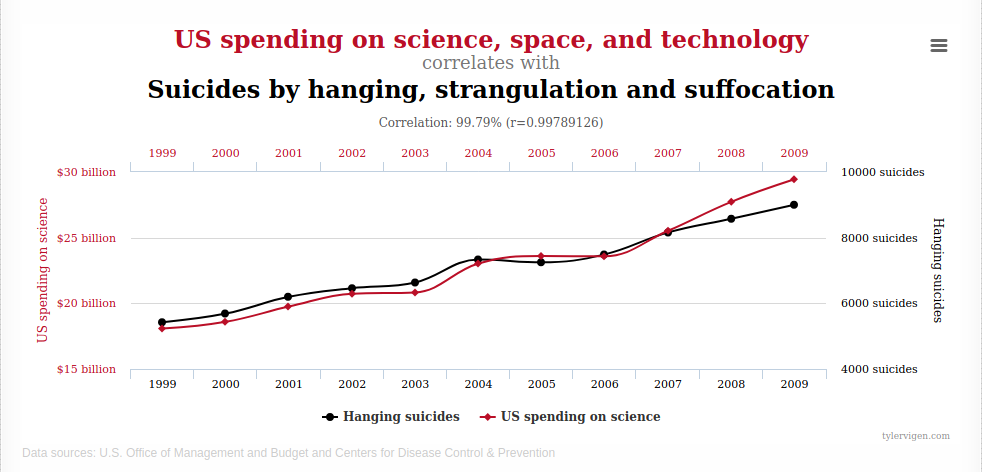 US spending on science, space, and technology
correlates with
Suicides by hanging, strangulation and suffocation
Correlation: 99.79% (r=0.99789126)
1999 2000 2001 2002 2003 2004 2005 2006 2007 2008 2009
$30 billion 10000 suicides
$25 billion 8000 suicides
$20 billion 6000 suicides
$15 billion 4000 suicides
US spending on science
Hanging suicides
1999 2000 2001 2002 2003 2004 2005 2006 2007 2008 2009
Hanging suicides US spending on science
tylervigen.com
Data sources: U.S. Office of Management and Budget and Centers for Disease Control & Prevention